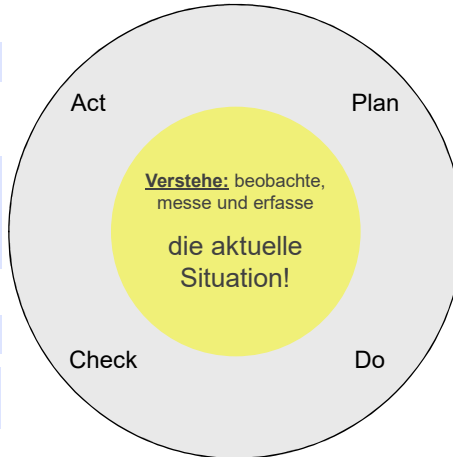 Act
Plan
Verstehe: beobachte,
messe und erfasse
die aktuelle
Situation!
Check
Do